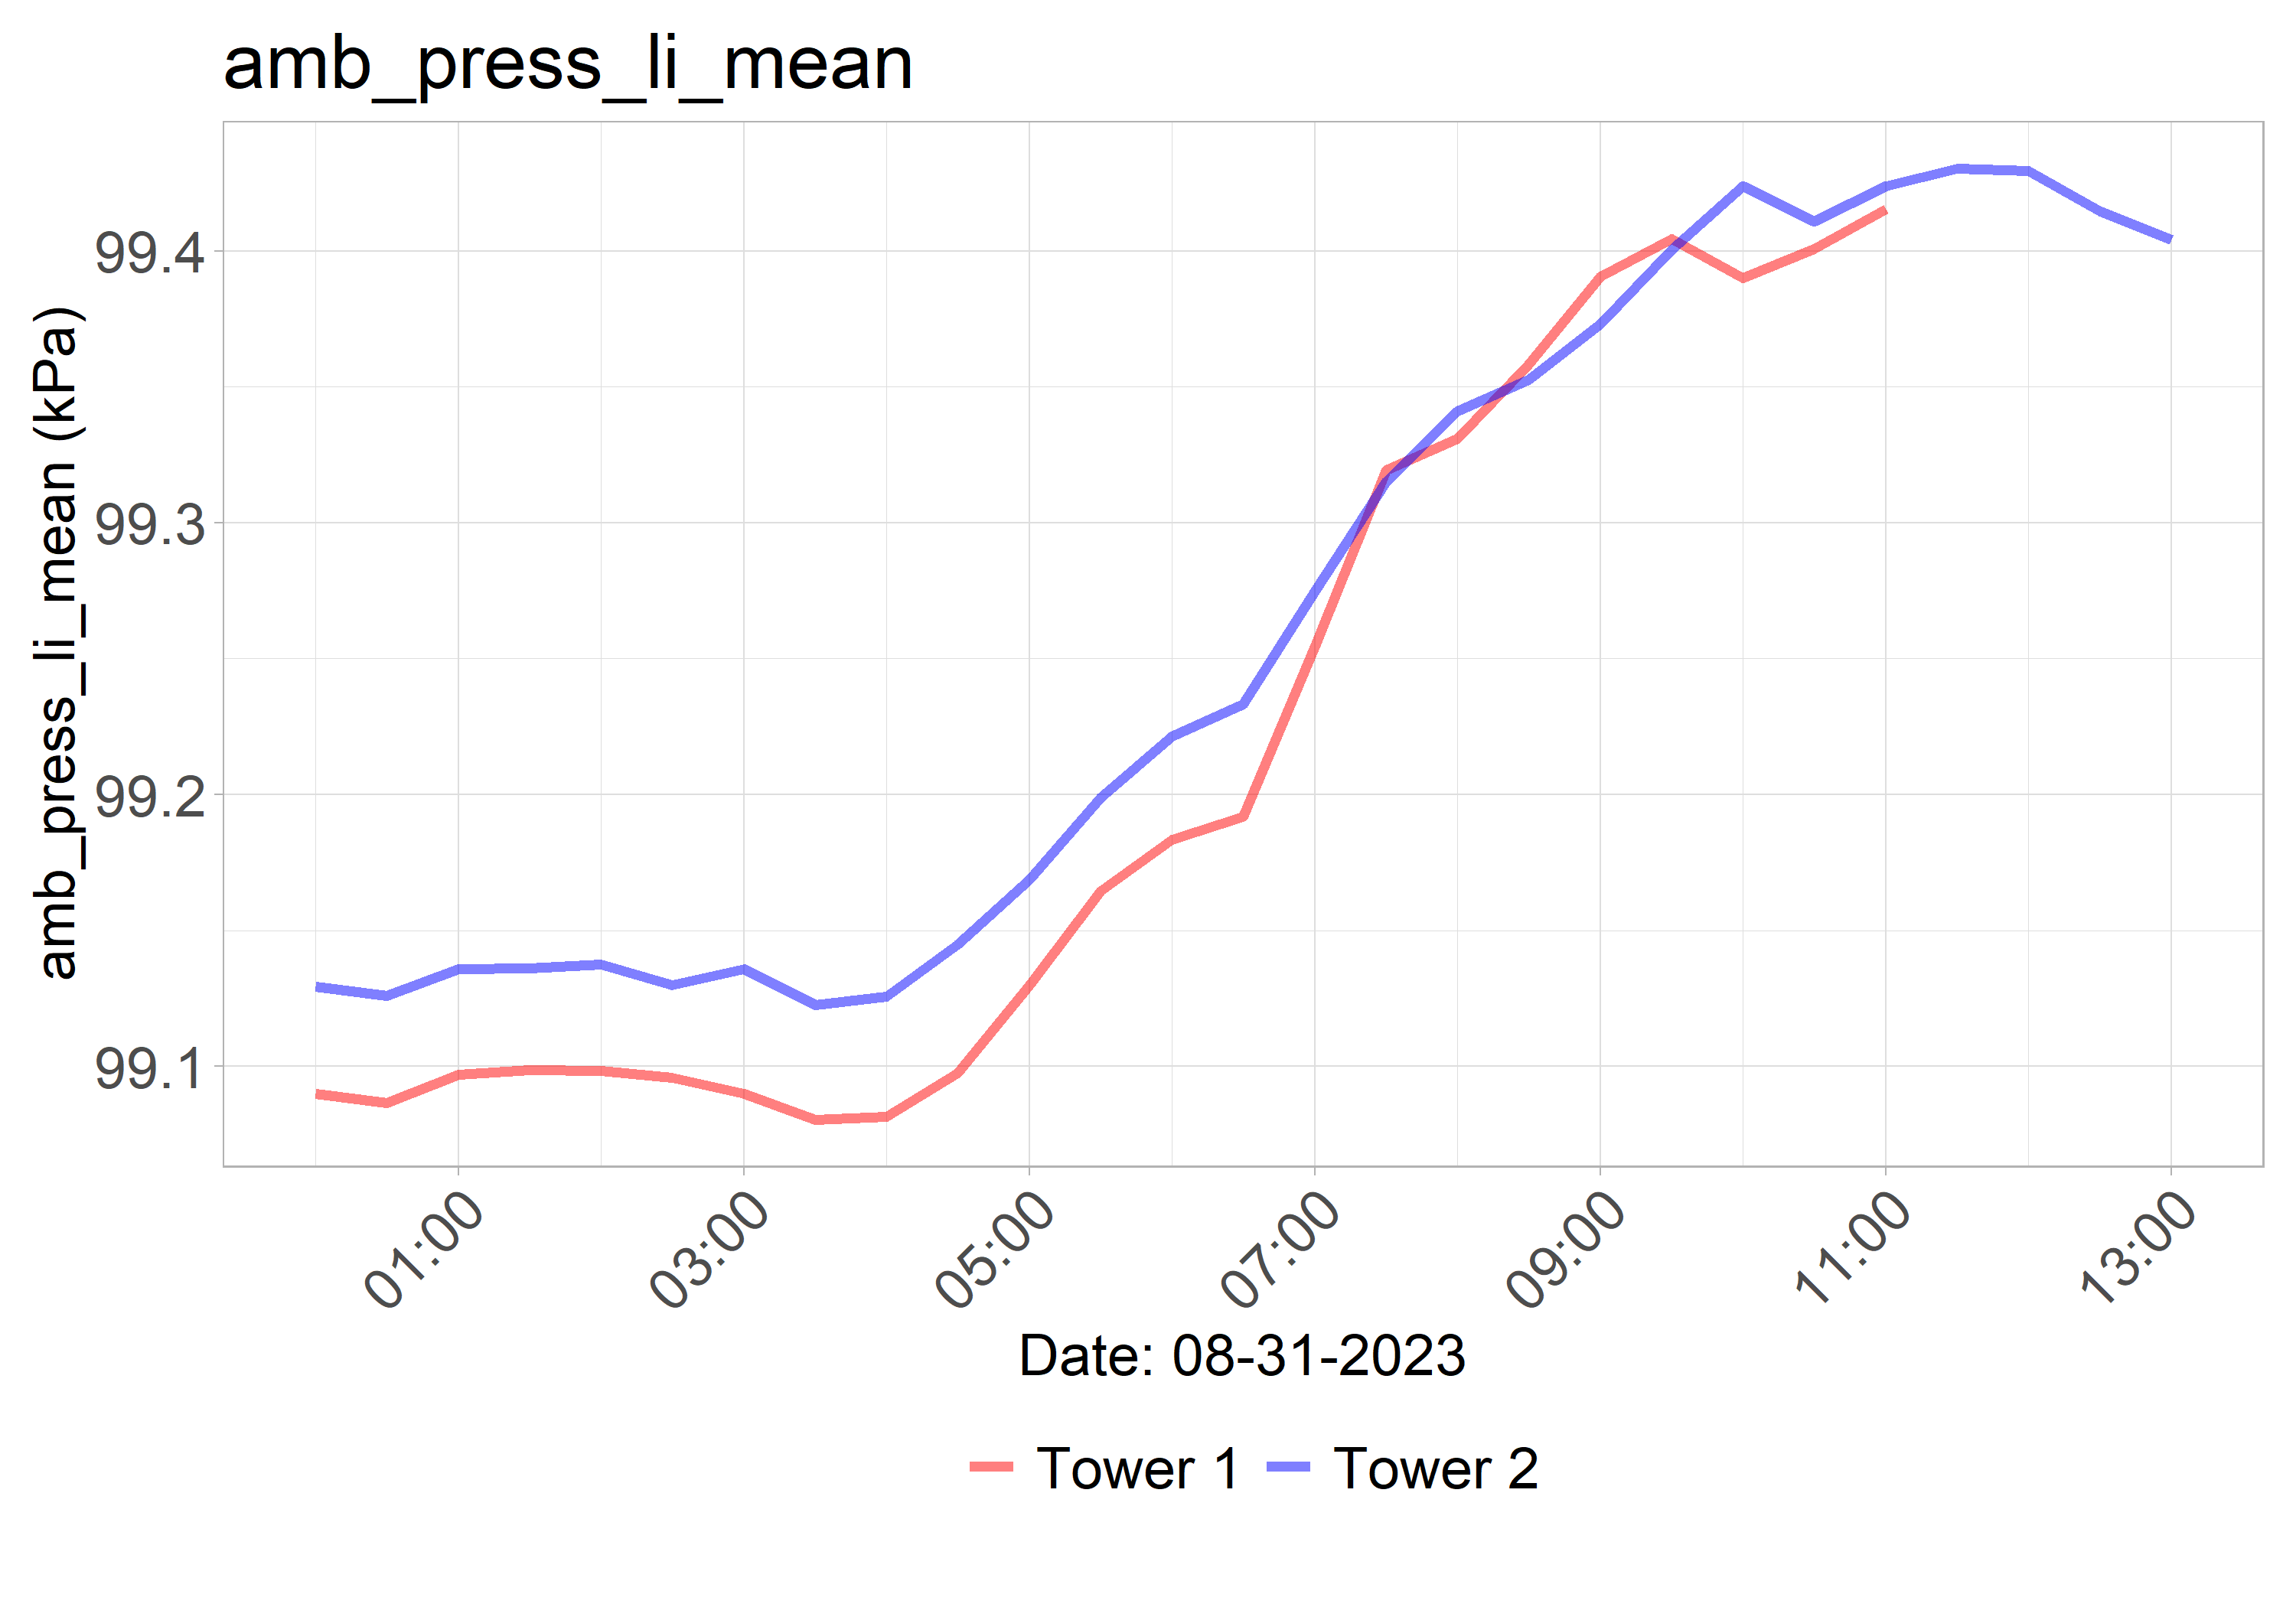 amb_press_li_mean
amb_press_li_mean (kPa)
99.4
99.3
99.2
99.1
01:00
03:00
05:00
07:00
09:00
11:00
13:00
Date: 08-31-2023
Tower 1
Tower 2